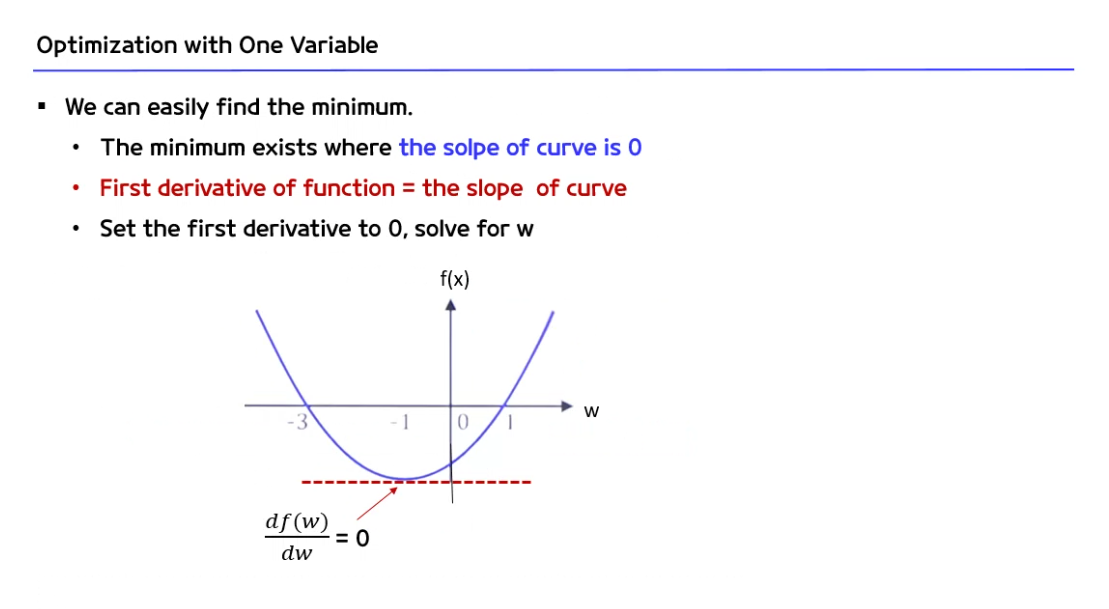 Optimization with One Variable
▪ We can easily find the minimum.
• The minimum exists where the solpe of curve is 0
• First derivative of function = the slope of curve
• Set the first derivative to 0, solve for w
f(x)
w
-3 -1 0 1
df(w)
dw
= 0